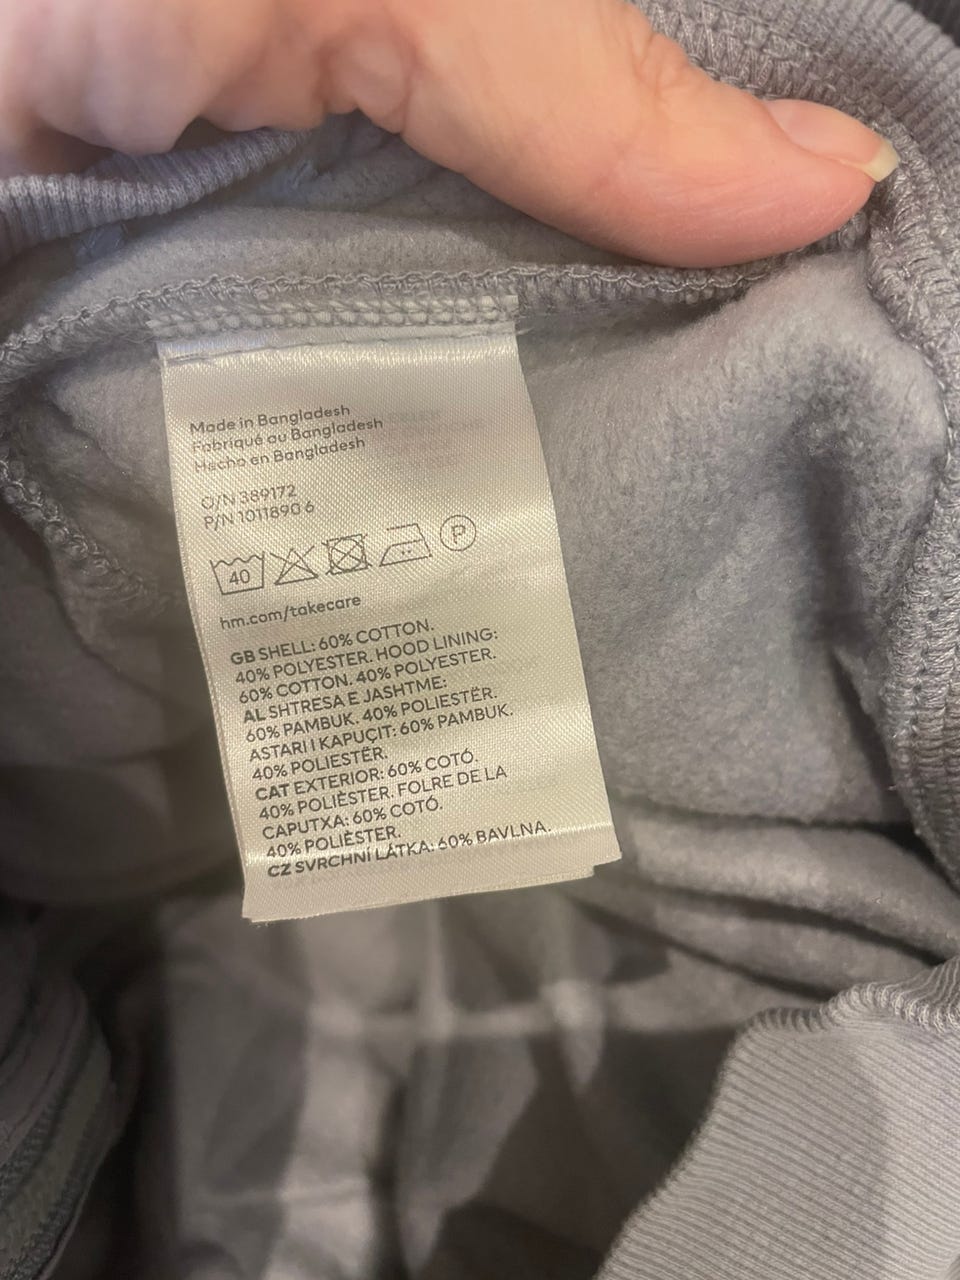 Made in Bangladesh
Fabriqué au Bangladesh
Hecho en Bangladesh
O/N 389172
P/N 1011890 6
40
P
hm.com/takecare
GB SHELL: 60% COTTON.
40% POLYESTER. HOOD LINING:
60% COTTON. 40% POLYESTER.
AL SHTRESA E JASHTME:
60% PAMBUK. 40% POLIESTËR.
ASTARI I KAPUÇIT: 60% PAMBUK.
40% POLIESTËR.
CAT EXTERIOR: 60% COTÓ.
40% POLIÈSTER. FOLRE DE LA
CAPUTXA: 60% COTÓ.
40% POLIÈSTER.
CZ SVRCHNÍ LÁTKA: 60% BAVLNA.